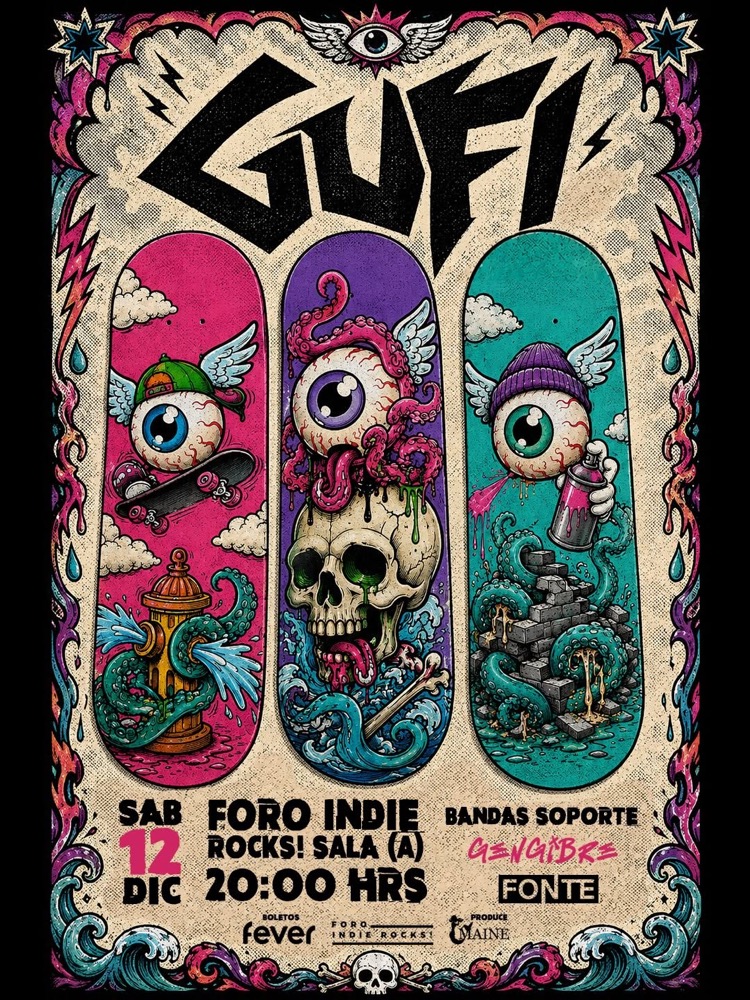 GUFI
SAB
12
DIC
FORO INDIE
ROCKS! SALA (A)
20:00 HRS
BANDAS SOPORTE
GENGIBRE
FONTE
BOLETOS
fever
FORO
INDIE ROCKS!
PRODUCE
MAINE